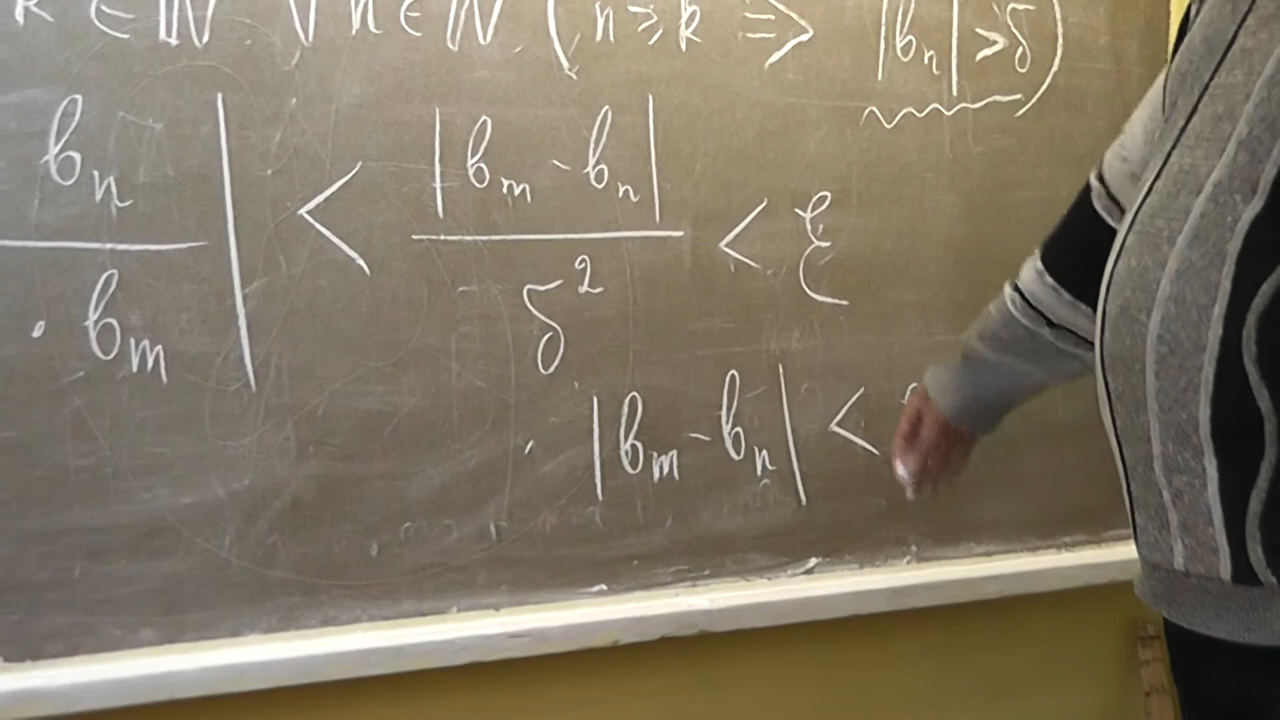 k ∈ ℕ ∀ n ∈ ℕ. (n ⩾ k ⇒ |bₙ| > δ)
bₙ / · bₘ | < |bₘ - bₙ| / δ² < ε
|bₘ - bₙ| <